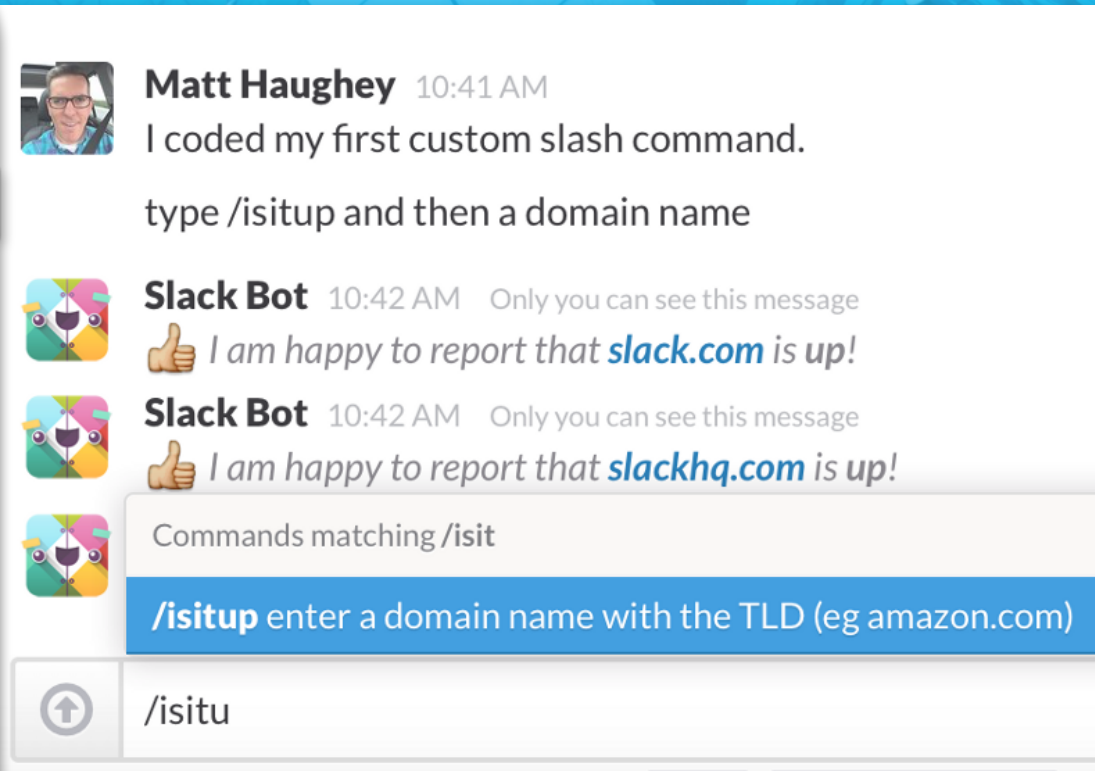 Matt Haughey 10:41 AM
I coded my first custom slash command.
type /isitup and then a domain name
Slack Bot 10:42 AM Only you can see this message
I am happy to report that slack.com is up!
Slack Bot 10:42 AM Only you can see this message
I am happy to report that slackhq.com is up!
Commands matching /isit
/isitup enter a domain name with the TLD (eg amazon.com)
/isitu